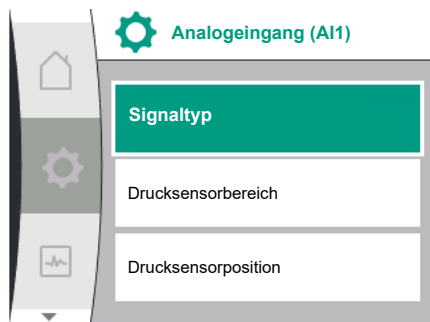 Analogeingang (AI1)
Signaltyp
Drucksensorbereich
Drucksensorposition